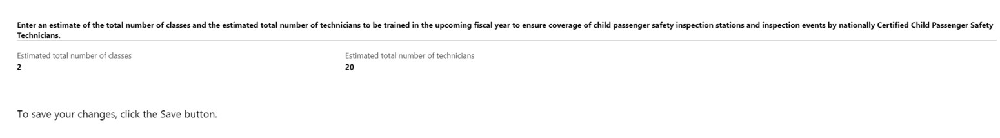 Enter an estimate of the total number of classes and the estimated total number of technicians to be trained in the upcoming fiscal year to ensure coverage of child passenger safety inspection stations and inspection events by nationally Certified Child Passenger Safety
Technicians.
Estimated total number of classes
2
Estimated total number of technicians
20
To save your changes, click the Save button.